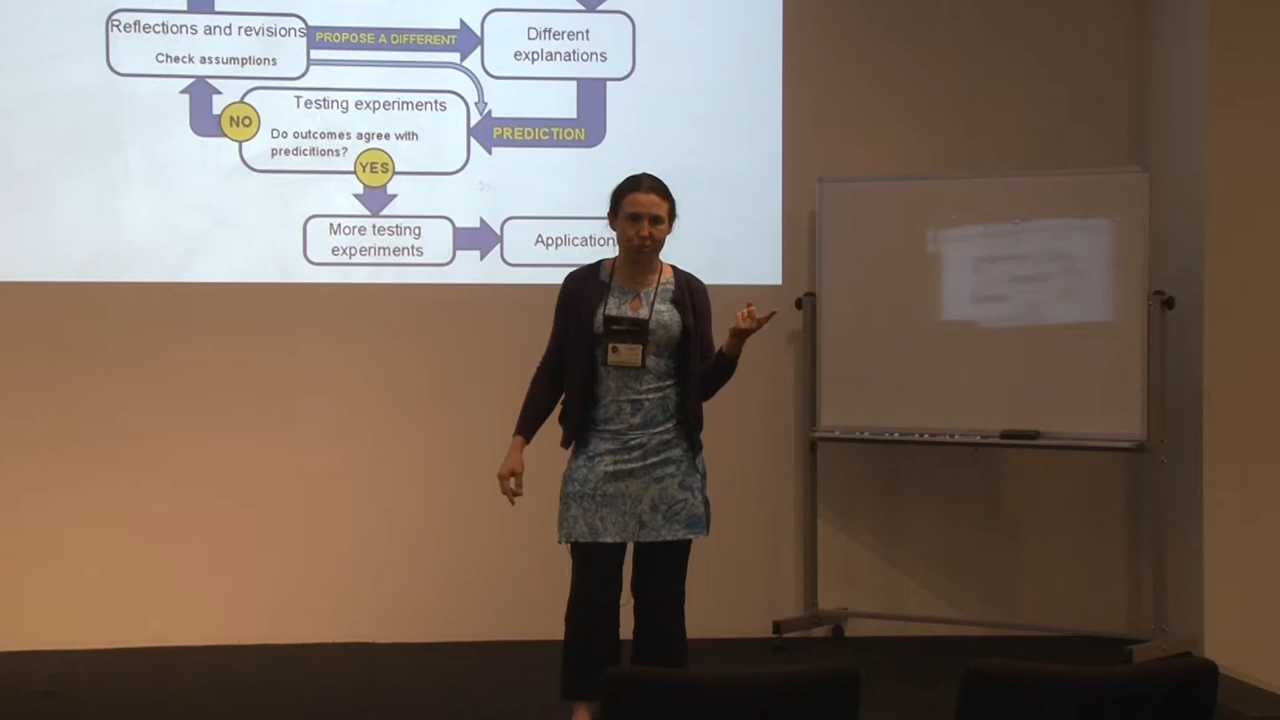 Reflections and revisions
Check assumptions
PROPOSE A DIFFERENT
Different
explanations
Testing experiments
Do outcomes agree with
predicitions?
NO
PREDICTION
YES
More testing
experiments
Application